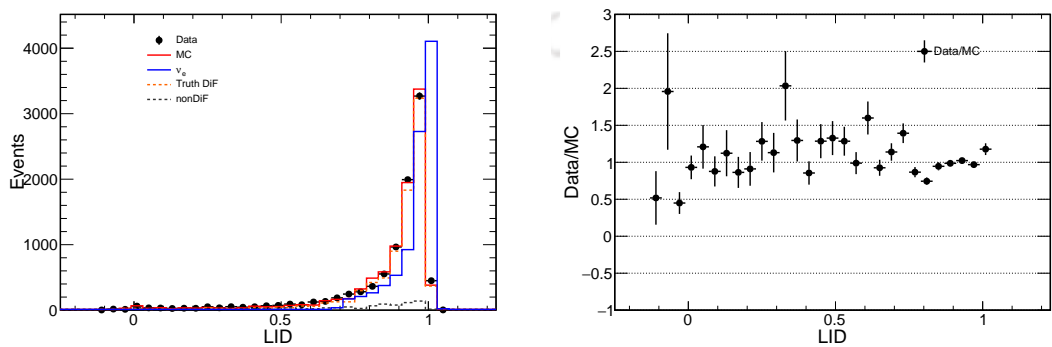 4000
3000
2000
1000
0
Events
Data
MC
νe
Truth DiF
nonDiF
0
0.5
1
LID
3
2.5
2
1.5
1
0.5
0
−0.5
−1
Data/MC
Data/MC
0
0.5
1
LID